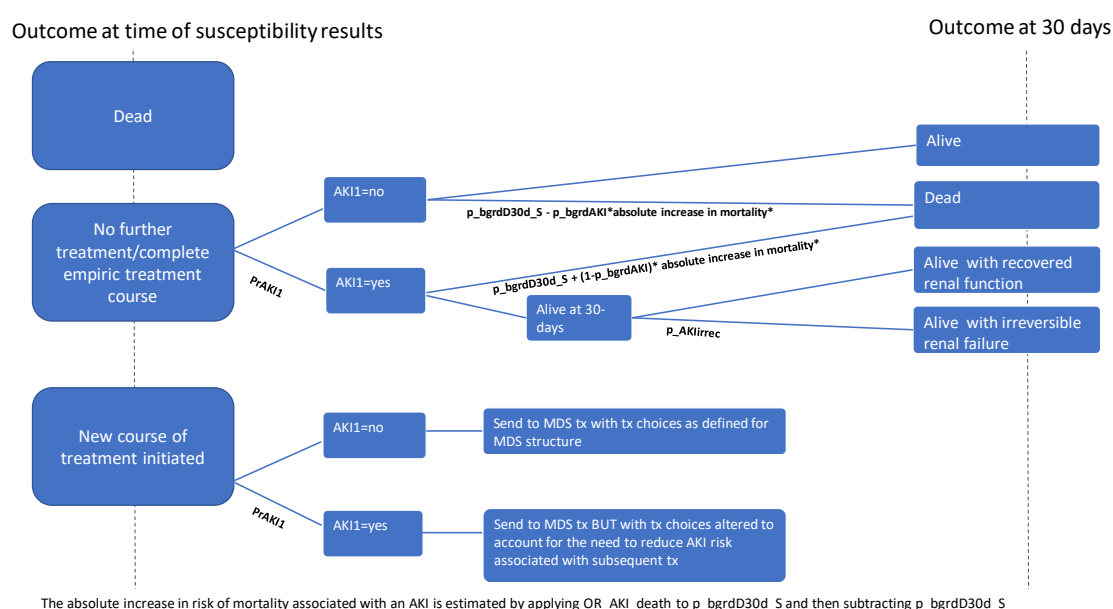 Outcome at time of susceptibility results
Outcome at 30 days
Dead
Alive
AKI1=no
Dead
p_bgrdD30d_S - p_bgrdAKI*absolute increase in mortality*
No further
treatment/complete
empiric treatment
course
PrAKI1
AKI1=yes
p_bgrdD30d_S + (1-p_bgrdAKI)* absolute increase in mortality*
Alive with recovered
renal function
Alive at 30-
days
p_AKIirrec
Alive with irreversible
renal failure
New course of
treatment initiated
AKI1=no
Send to MDS tx with tx choices as defined for
MDS structure
PrAKI1
AKI1=yes
Send to MDS tx BUT with tx choices altered to
account for the need to reduce AKI risk
associated with subsequent tx
The absolute increase in risk of mortality associated with an AKI is estimated by applying OR_AKI_death to p_bgrdD30d_S and then subtracting p_bgrdD30d_S